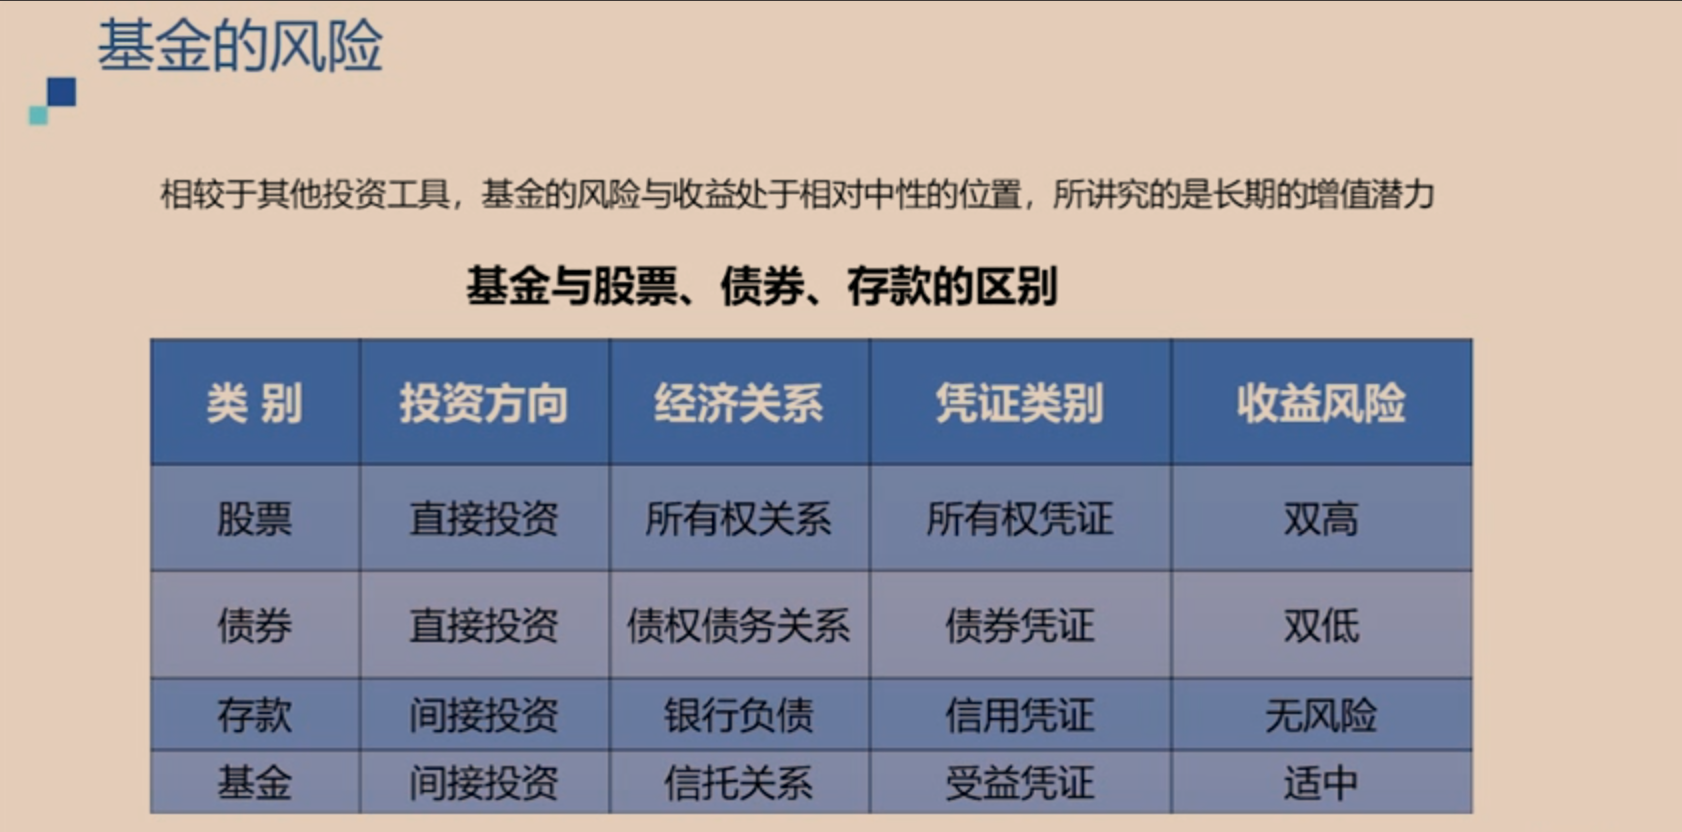 基金的风险
相较于其他投资工具，基金的风险与收益处于相对中性的位置，所讲究的是长期的增值潜力
基金与股票、债券、存款的区别
类 别 投资方向 经济关系 凭证类别 收益风险
股票 直接投资 所有权关系 所有权凭证 双高
债券 直接投资 债权债务关系 债券凭证 双低
存款 间接投资 银行负债 信用凭证 无风险
基金 间接投资 信托关系 受益凭证 适中